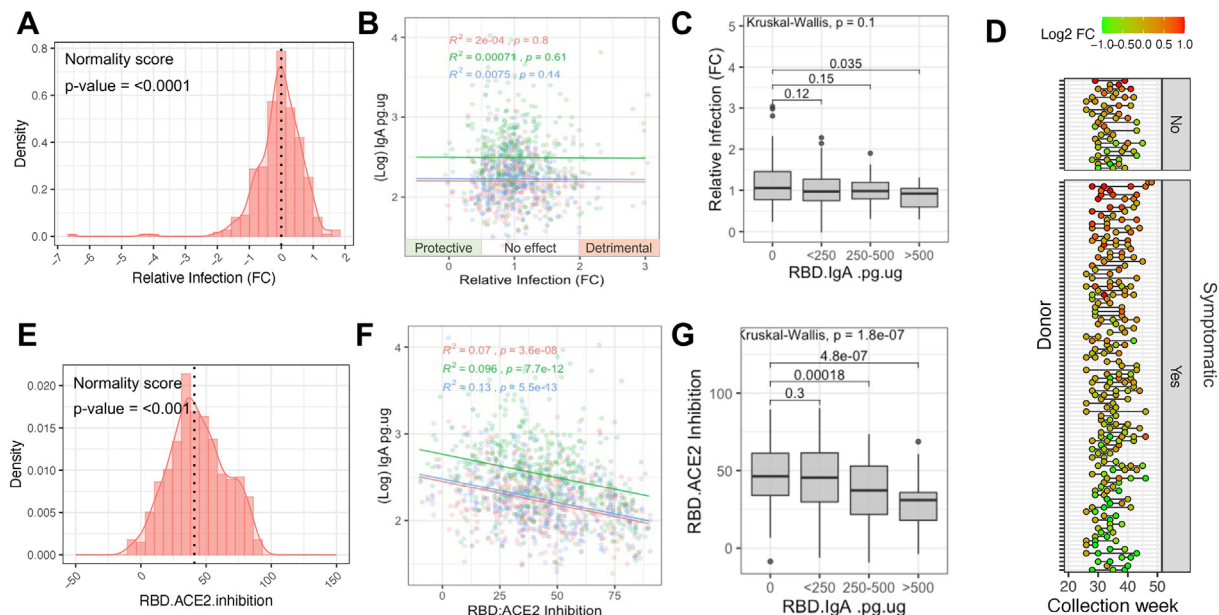 A
Normality score
p-value = <0.0001
Density
0.8
0.6
0.4
0.2
0.0
-7 -6 -5 -4 -3 -2 -1 0 1 2
Relative Infection (FC)
B
R² = 2e-04 , p = 0.8
R² = 0.00071 , p = 0.61
R² = 0.0075 , p = 0.14
(Log) IgA pg.ug
4
3
2
Protective No effect Detrimental
0 1 2 3
Relative Infection (FC)
C
Kruskal-Wallis, p = 0.1
0.035
0.15
0.12
Relative Infection (FC)
5
4
3
2
1
0
0 <250 250-500 >500
RBD.IgA .pg.ug
D
Log2 FC
-1.0 -0.5 0.0 0.5 1.0
No
Yes
Symptomatic
Donor
20 30 40 50
Collection week
E
Normality score
p-value = <0.001
Density
0.020
0.015
0.010
0.005
0.000
-50 0 50 100 150
RBD.ACE2.inhibition
F
R² = 0.07 , p = 3.6e-08
R² = 0.096 , p = 7.7e-12
R² = 0.13 , p = 5.5e-13
(Log) IgA pg.ug
4
3
2
0 25 50 75
RBD:ACE2 Inhibition
G
Kruskal-Wallis, p = 1.8e-07
4.8e-07
0.00018
0.3
RBD.ACE2 Inhibition
100
50
0
0 <250 250-500 >500
RBD.IgA .pg.ug